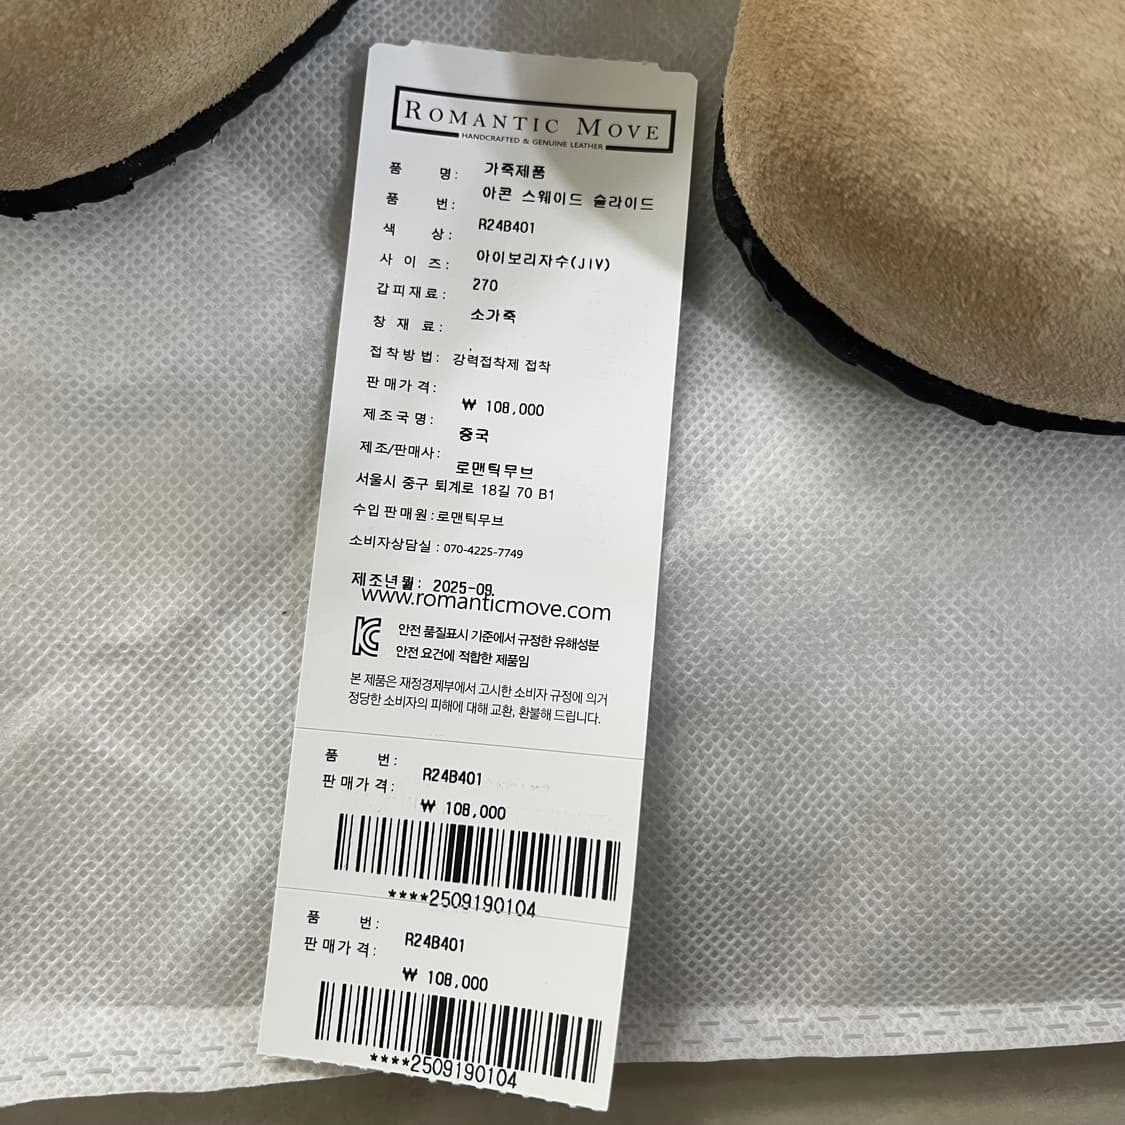 ROMANTIC MOVE
HANDCRAFTED & GENUINE LEATHER
품 명: 가죽제품
아콘 스웨이드 슬라이드
품 번: R24B401
색 상: 아이보리자수(JIV)
사 이 즈: 270
갑피재료: 소가죽
창 재 료:
접착방법: 강력접착제 접착
판매가격: ₩ 108,000
제조국명: 중국
제조/판매사: 로맨틱무브
서울시 중구 퇴계로 18길 70 B1
수입판매원:로맨틱무브
소비자상담실 : 070-4225-7749
제조년월: 2025-09.
www.romanticmove.com
안전 품질표시 기준에서 규정한 유해성분
안전 요건에 적합한 제품임
본 제품은 재정경제부에서 고시한 소비자 규정에 의거
정당한 소비자의 피해에 대해 교환, 환불해 드립니다.
품 번: R24B401
판매가격: ₩ 108,000
****2509190104
품 번: R24B401
판매가격: ₩ 108,000
****2509190104